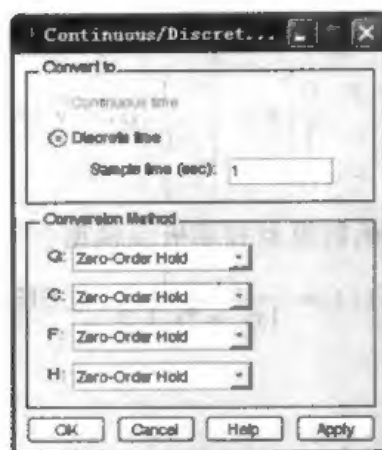 Continuous/Discret...
Convert to
Continuous time
Discrete time
Sample time (sec): 1
Conversion Method
G: Zero-Order Hold
C: Zero-Order Hold
F: Zero-Order Hold
H: Zero-Order Hold
OK Cancel Help Apply